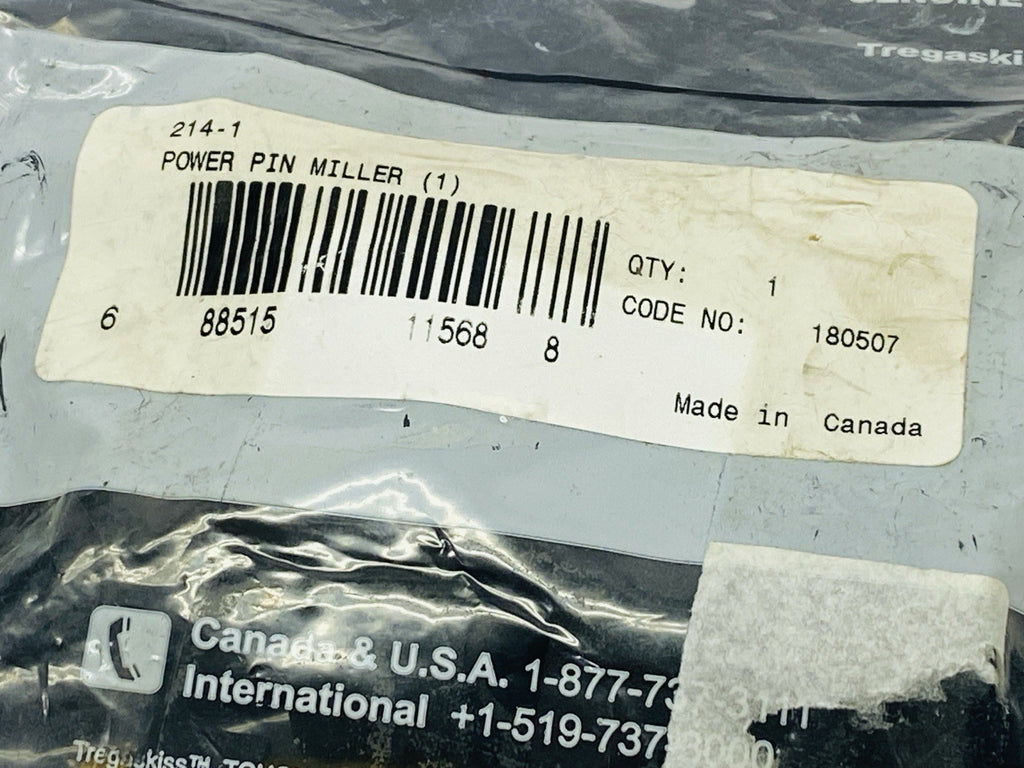 GENUINE
Tregaski
214-1
POWER PIN MILLER (1)
6 88515 11568 8
QTY: 1
CODE NO: 180507
Made in Canada
Canada & U.S.A. 1-877-73
International +1-519-737-3000